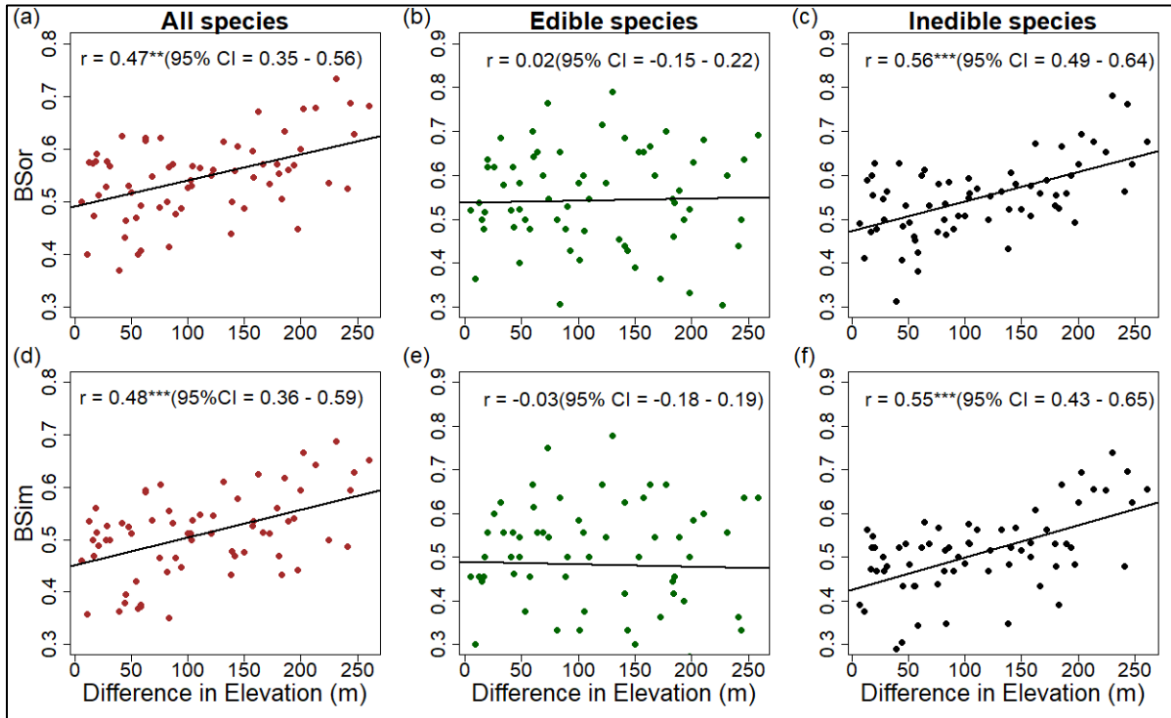 (a) All species
r = 0.47**(95% CI = 0.35 - 0.56)
BSor
0.8
0.7
0.6
0.5
0.4
0.3
0 50 100 150 200 250
(b) Edible species
r = 0.02(95% CI = -0.15 - 0.22)
0.9
0.8
0.7
0.6
0.5
0.4
0.3
0 50 100 150 200 250
(c) Inedible species
r = 0.56***(95% CI = 0.49 - 0.64)
0.9
0.8
0.7
0.6
0.5
0.4
0.3
0 50 100 150 200 250
(d)
r = 0.48***(95%CI = 0.36 - 0.59)
BSim
0.8
0.7
0.6
0.5
0.4
0.3
0 50 100 150 200 250
Difference in Elevation (m)
(e)
r = -0.03(95% CI = -0.18 - 0.19)
0.9
0.8
0.7
0.6
0.5
0.4
0.3
0 50 100 150 200 250
Difference in Elevation (m)
(f)
r = 0.55***(95% CI = 0.43 - 0.65)
0.9
0.8
0.7
0.6
0.5
0.4
0.3
0 50 100 150 200 250
Difference in Elevation (m)